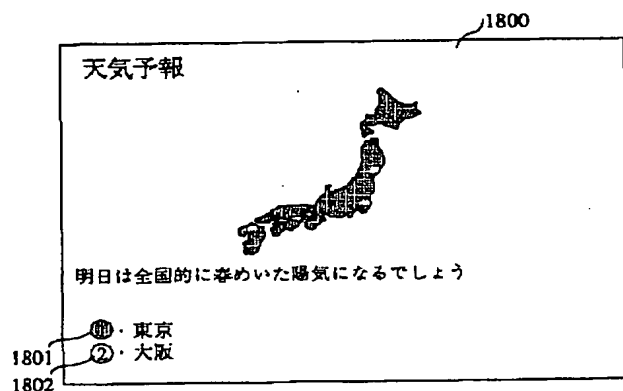 1800
天気予報
明日は全国的に春めいた陽気になるでしょう
・東京
1801
②・大阪
1802